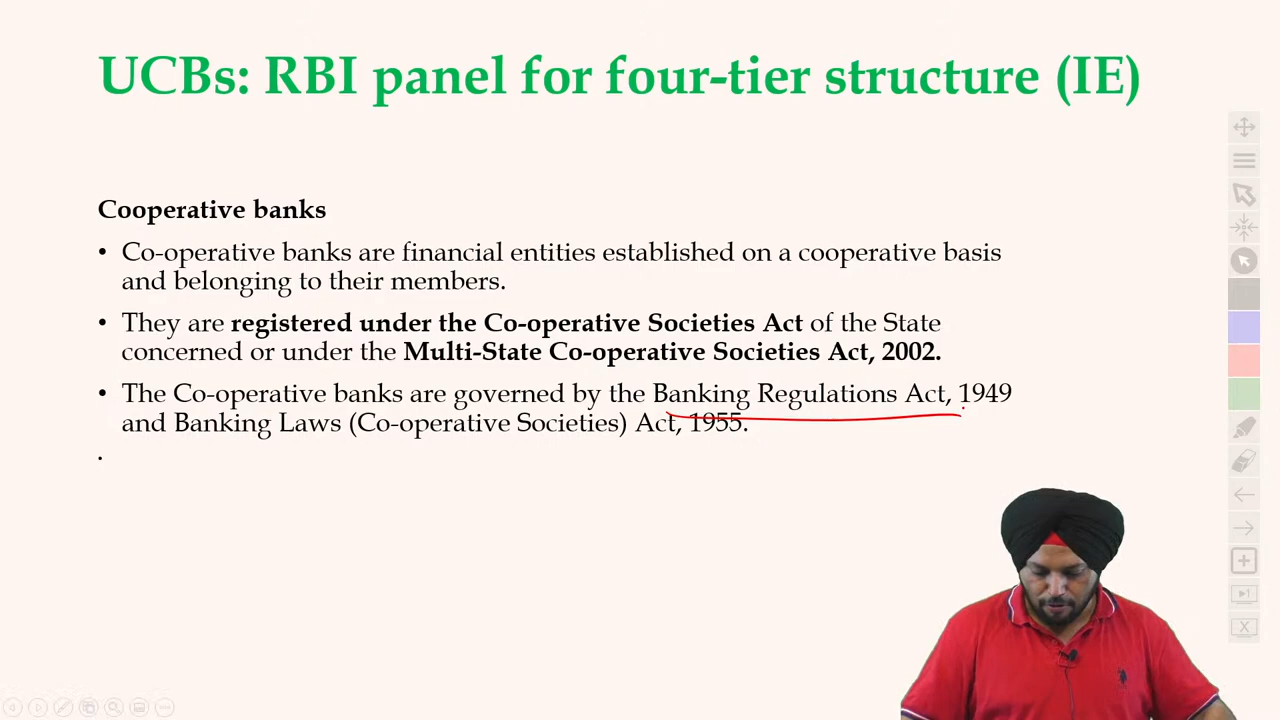 UCBs: RBI panel for four-tier structure (IE)
Cooperative banks
• Co-operative banks are financial entities established on a cooperative basis
and belonging to their members.
• They are registered under the Co-operative Societies Act of the State
concerned or under the Multi-State Co-operative Societies Act, 2002.
• The Co-operative banks are governed by the Banking Regulations Act, 1949
and Banking Laws (Co-operative Societies) Act, 1955.
.